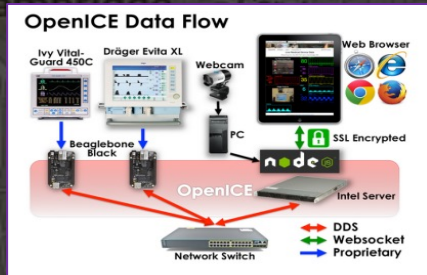 OpenICE Data Flow
Ivy Vital-
Guard 450C
Dräger Evita XL
Webcam
Web Browser
PC
SSL Encrypted
Beaglebone
Black
node
JS
OpenICE
Intel Server
Network Switch
DDS
Websocket
Proprietary